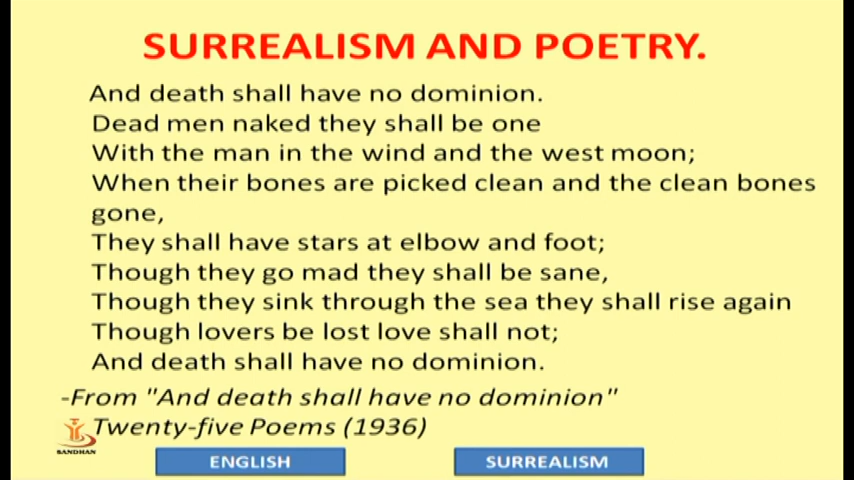 SURREALISM AND POETRY.
And death shall have no dominion.
Dead men naked they shall be one
With the man in the wind and the west moon;
When their bones are picked clean and the clean bones
gone,
They shall have stars at elbow and foot;
Though they go mad they shall be sane,
Though they sink through the sea they shall rise again
Though lovers be lost love shall not;
And death shall have no dominion.
-From "And death shall have no dominion"
Twenty-five Poems (1936)
SANDHAN
ENGLISH
SURREALISM